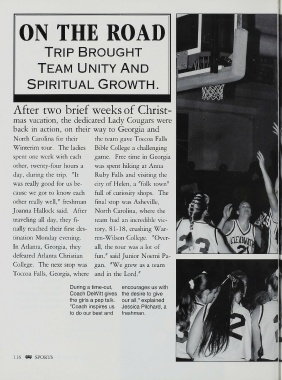 ON THE ROAD
TRIP BROUGHT
TEAM UNITY AND
SPIRITUAL GROWTH.
After two brief weeks of Christ-
mas vacation, the dedicated Lady Cougars were
back in action, on their way to Georgia and
North Carolina for their
Winterim tour. The ladies
spent one week with each
other, twenty-four hours a
day, during the trip. "It
was really good for us be-
cause we got to know each
other really well," freshman
Joanna Hullock said. After
traveling all day, they fi-
nally reached their first des-
tination Monday evening.
In Atlanta, Georgia, they
defeated Atlanta Christian
College. The next stop was
Tocoa Falls, Georgia, where
the team gave Tocoa Falls
Bible College a challenging
game. Free time in Georgia
was spent hiking at Anna
Ruby Falls and visiting the
city of Helen, a "folk town"
full of curiosity shops. The
final stop was Asheville,
North Carolina, where the
team had an incredible vic-
tory, 81-18, crushing War-
ren-Wilson College. "Over-
all, the tour was a lot of
fun," said Junior Noemi Pa-
gan. "We grew as a team
and in the Lord."
During a time-out,
Coach DeWitt gives
the girls a pep talk.
"Coach inspires us
to do our best and
encourages us with
the desire to give
our all," explained
Jessica Pilchard, a
freshman.
SPORTS